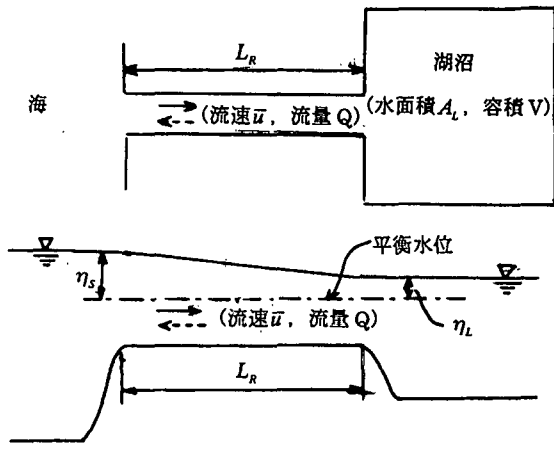 L_R
海
湖沼
(水面積A_L, 容積V)
(流速ū, 流量Q)
平衡水位
η_S
(流速ū, 流量Q)
η_L
L_R